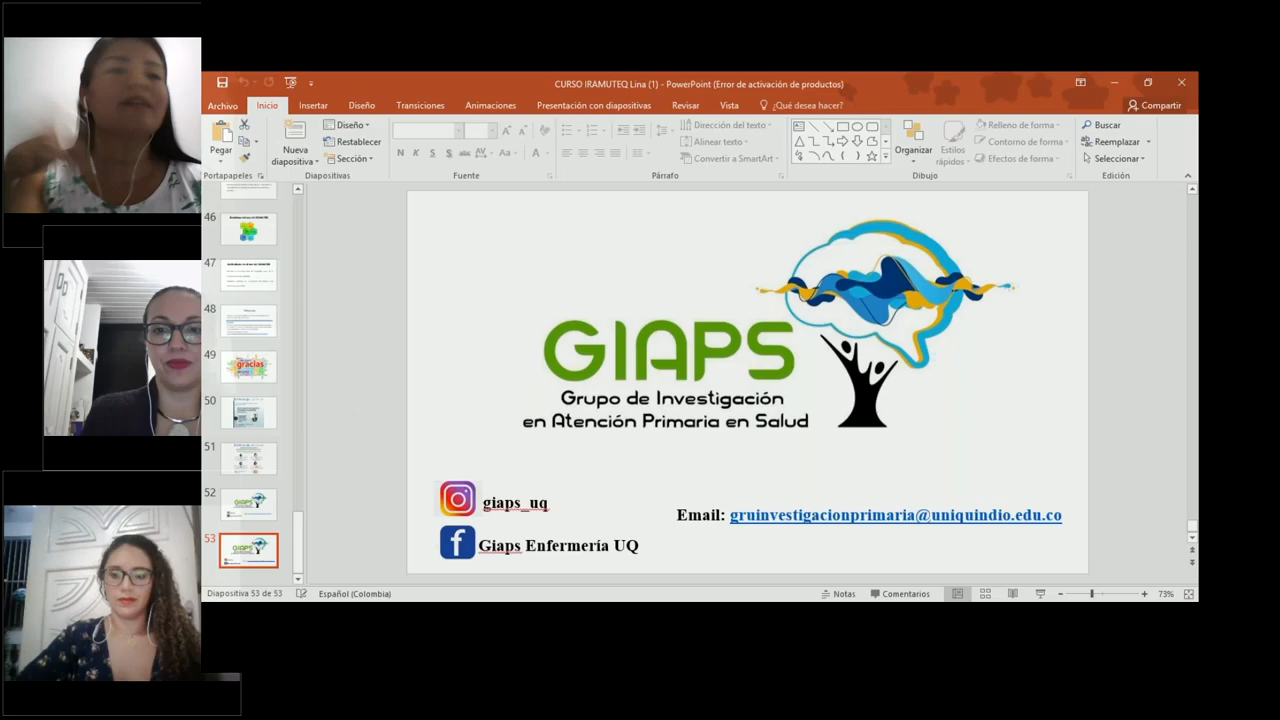 CURSO IRAMUTEQ Lina (1) - PowerPoint (Error de activación de productos)
Archivo Inicio Insertar Diseño Transiciones Animaciones Presentación con diapositivas Revisar Vista ¿Qué desea hacer? Compartir
Pegar
Nueva diapositiva
Diseño
Restablecer
Sección
N K S S abc AV Aa A
Dirección del texto
Alinear texto
Convertir a SmartArt
Organizar
Estilos rápidos
Relleno de forma
Contorno de forma
Efectos de forma
Buscar
Reemplazar
Seleccionar
Portapapeles Diapositivas Fuente Párrafo Dibujo Edición
46
47
48
49
gracias
50
51
52
53
GIAPS
Grupo de Investigación
en Atención Primaria en Salud
giaps_uq
Email: gruinvestigacionprimaria@uniquindio.edu.co
Giaps Enfermería UQ
Diapositiva 53 de 53 Español (Colombia) Notas Comentarios 73%